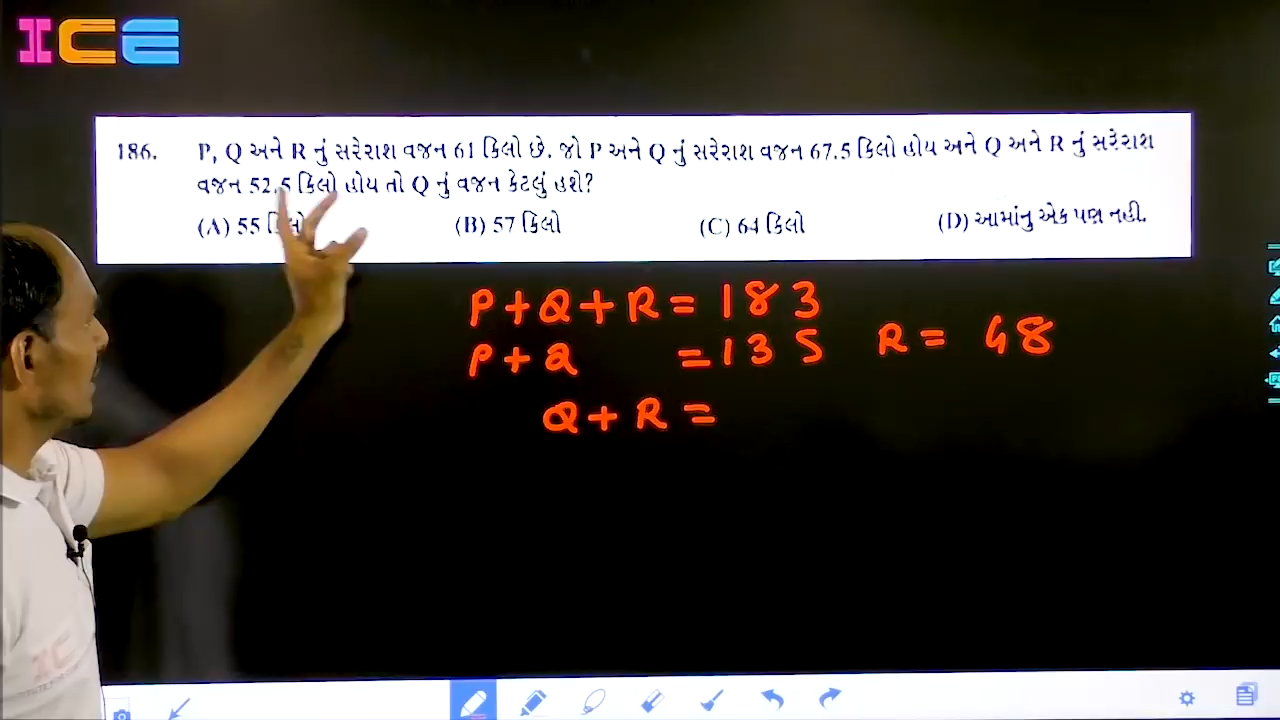 ICE
186. P, Q અને R નું સરેરાશ વજન 61 કિલો છે. જો P અને Q નું સરેરાશ વજન 67.5 કિલો હોય અને Q અને R નું સરેરાશ
વજન 52.5 કિલો હોય તો Q નું વજન કેટલું હશે?
(A) 55 (B) 57 કિલો (C) 64 કિલો (D) આમાંનુ એક પણ નહી.
P+Q+R = 183
P+Q = 135 R = 48
Q+R =